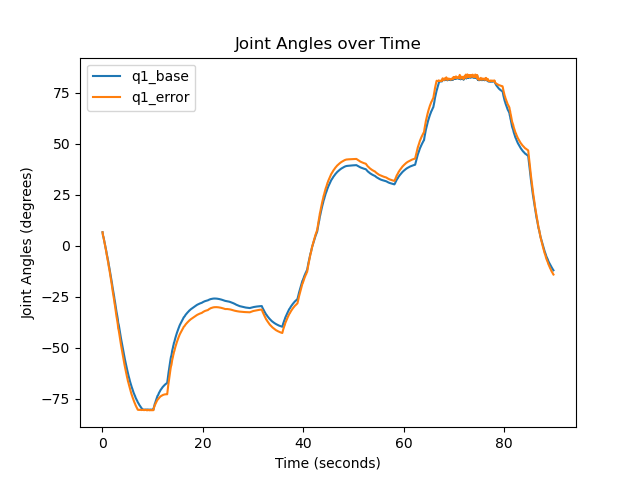 Joint Angles over Time
q1_base
q1_error
Joint Angles (degrees)
75
50
25
0
−25
−50
−75
0 20 40 60 80
Time (seconds)